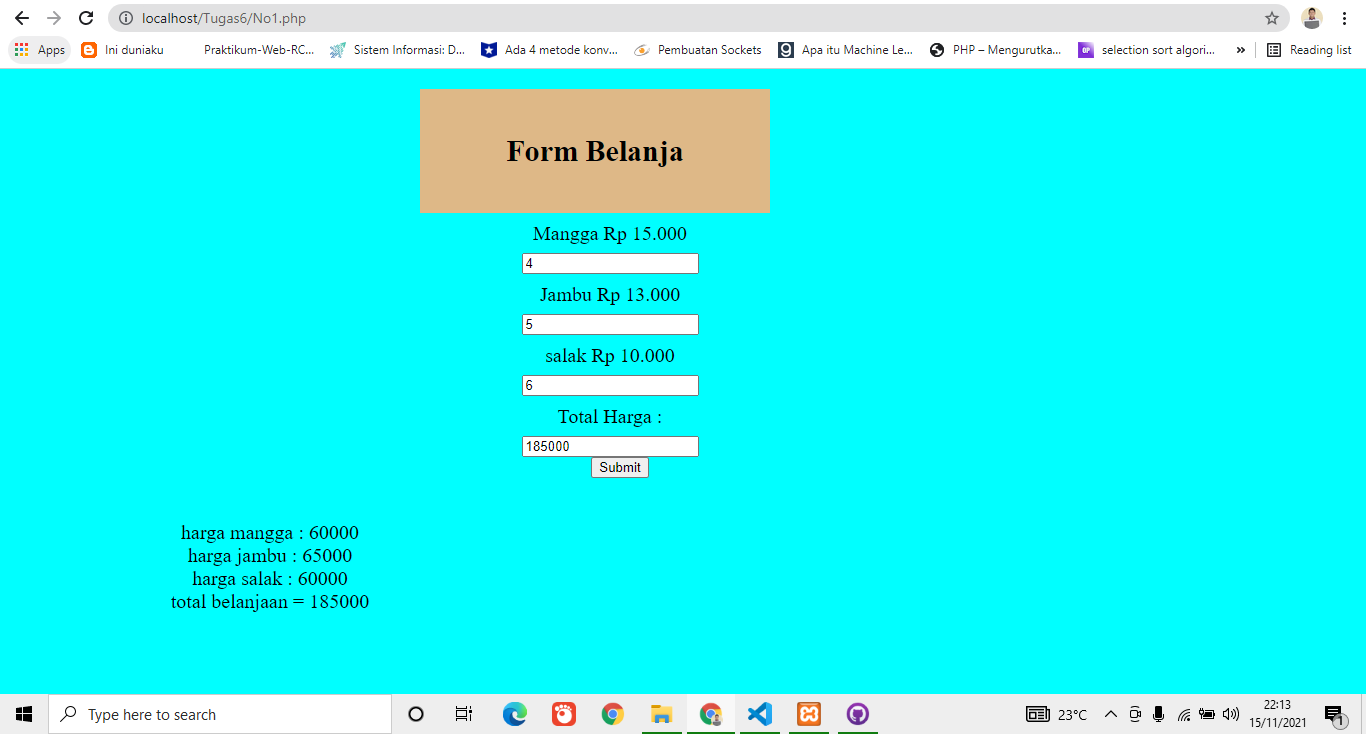 localhost/Tugas6/No1.php
Apps Ini duniaku Praktikum-Web-RC... Sistem Informasi: D... Ada 4 metode konv... Pembuatan Sockets Apa itu Machine Le... PHP – Mengurutka... OP selection sort algori... » Reading list
Form Belanja
Mangga Rp 15.000
4
Jambu Rp 13.000
5
salak Rp 10.000
6
Total Harga :
185000
Submit
harga mangga : 60000
harga jambu : 65000
harga salak : 60000
total belanjaan = 185000
Type here to search 23°C 22:13
15/11/2021 1